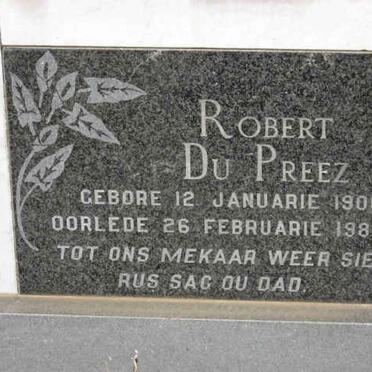 ROBERT
DU PREEZ
GEBORE 12. JANUARIE 190
OORLEDE 26 FEBRUARIE 198
TOT ONS MEKAAR WEER SIE
RUS SAG OU DAD.